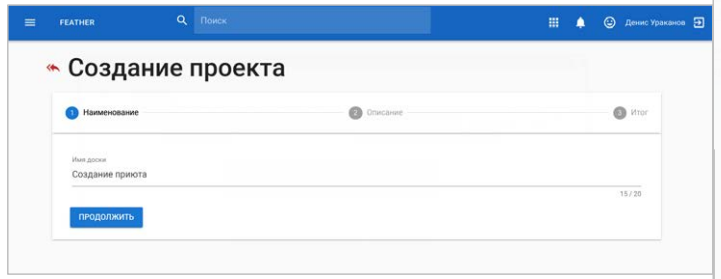 FEATHER Поиск Денис Ураканов
Создание проекта
1 Наименование 2 Описание 3 Итог
Имя доски
Создание приюта
15 / 20
ПРОДОЛЖИТЬ